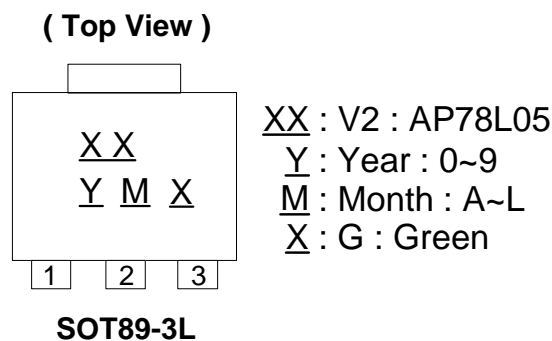 ( Top View )
X X
Y M X
1 2 3
SOT89-3L
XX : V2 : AP78L05
Y : Year : 0~9
M : Month : A~L
X : G : Green